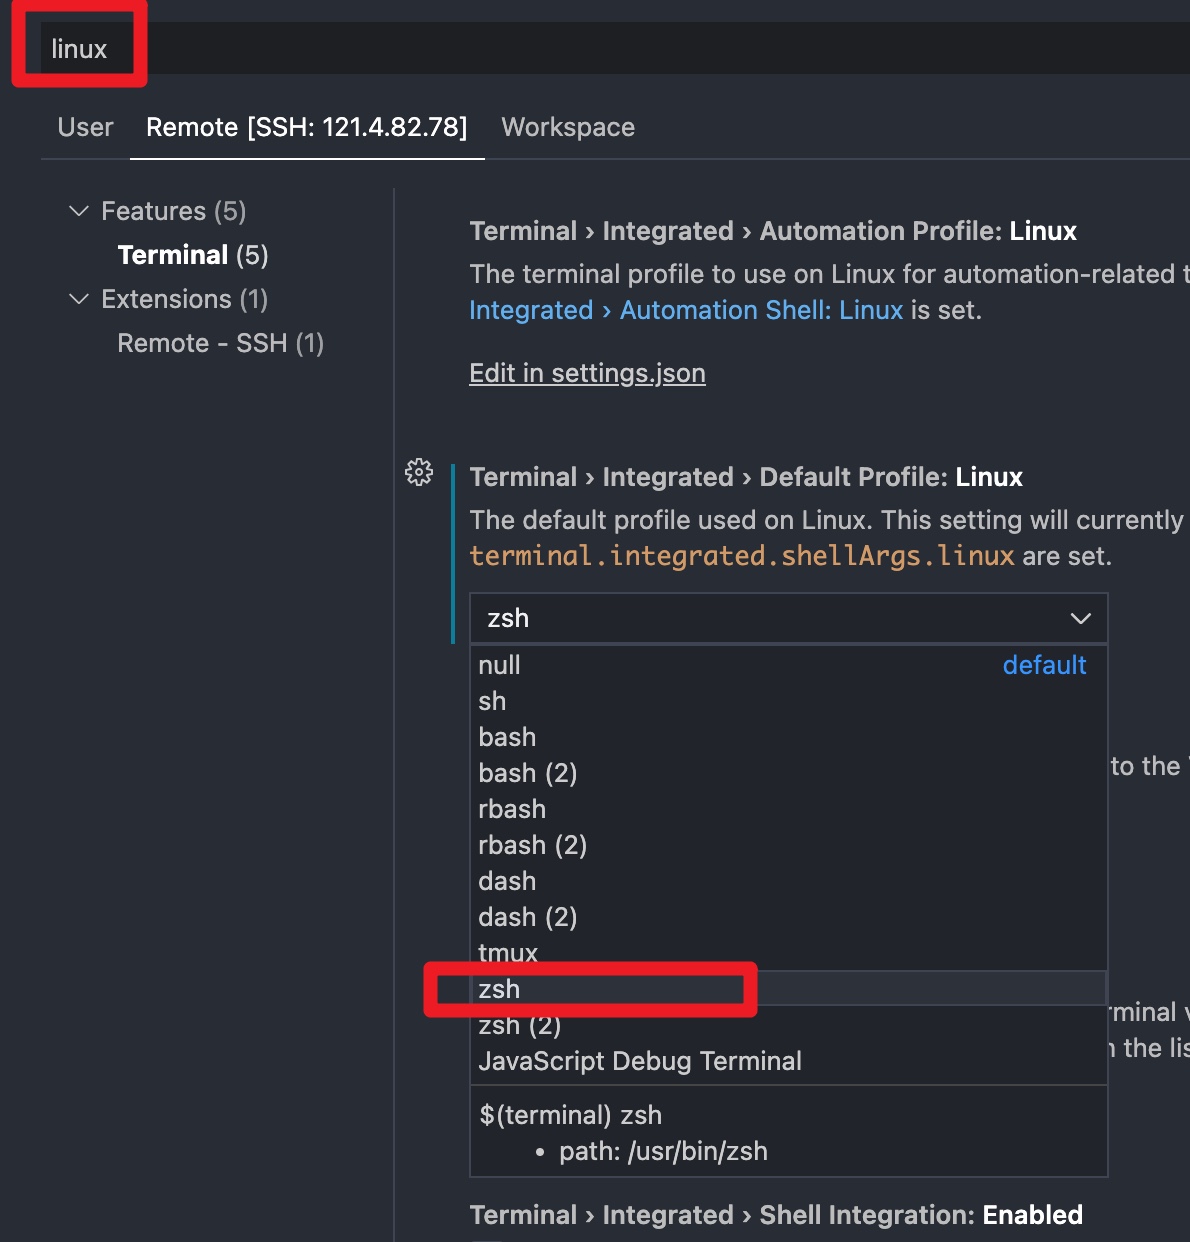 linux
User Remote [SSH: 121.4.82.78] Workspace
Features (5)
Terminal (5)
Extensions (1)
Remote - SSH (1)
Terminal › Integrated › Automation Profile: Linux
The terminal profile to use on Linux for automation-related t
Integrated › Automation Shell: Linux is set.
Edit in settings.json
Terminal › Integrated › Default Profile: Linux
The default profile used on Linux. This setting will currently
terminal.integrated.shellArgs.linux are set.
zsh
null default
sh
bash
bash (2)
to the
rbash
rbash (2)
dash
dash (2)
tmux
zsh
rminal v
zsh (2)
n the lis
JavaScript Debug Terminal
$(terminal) zsh
• path: /usr/bin/zsh
Terminal › Integrated › Shell Integration: Enabled